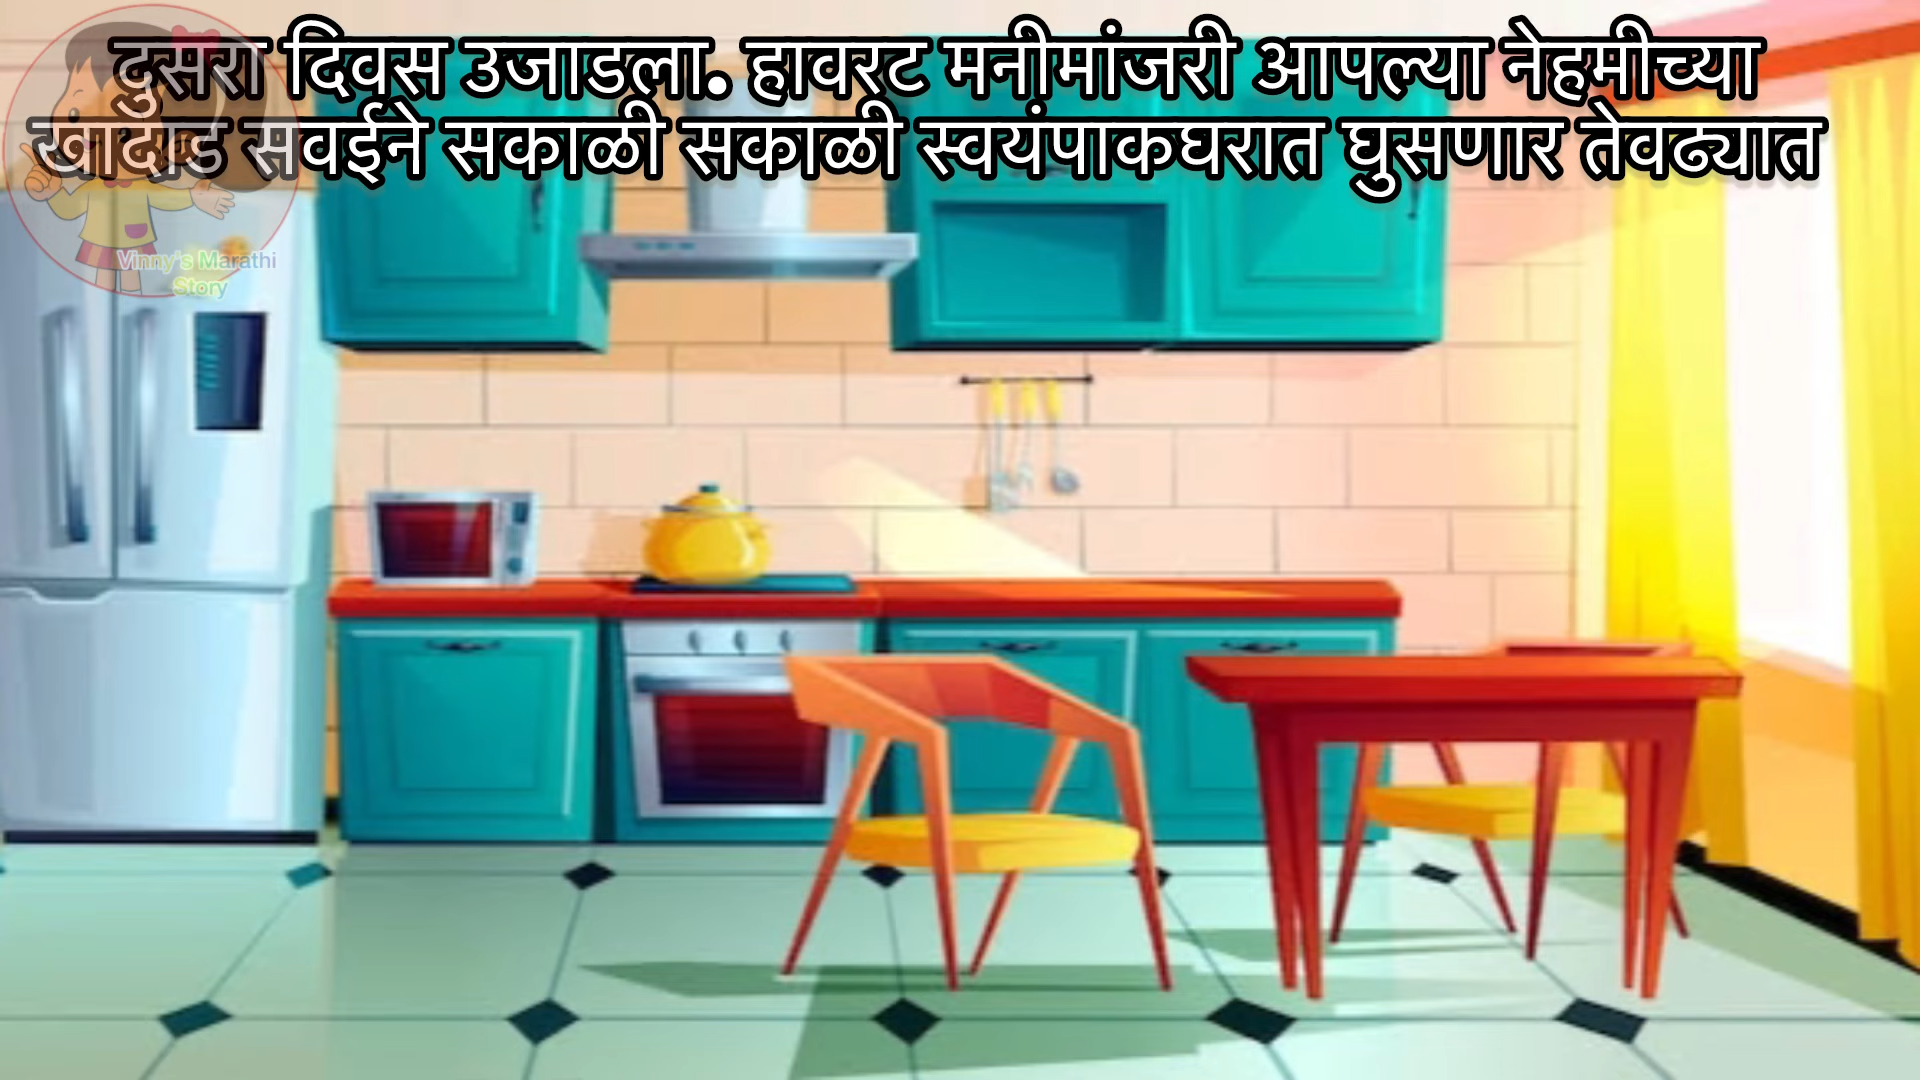 दुसरा दिवस उजाडला. हावरट मनीमांजरी आपल्या नेहमीच्या
खादाड सवईने सकाळी सकाळी स्वयंपाकघरात घुसणार तेवढ्यात
Vinny's Marathi
Story